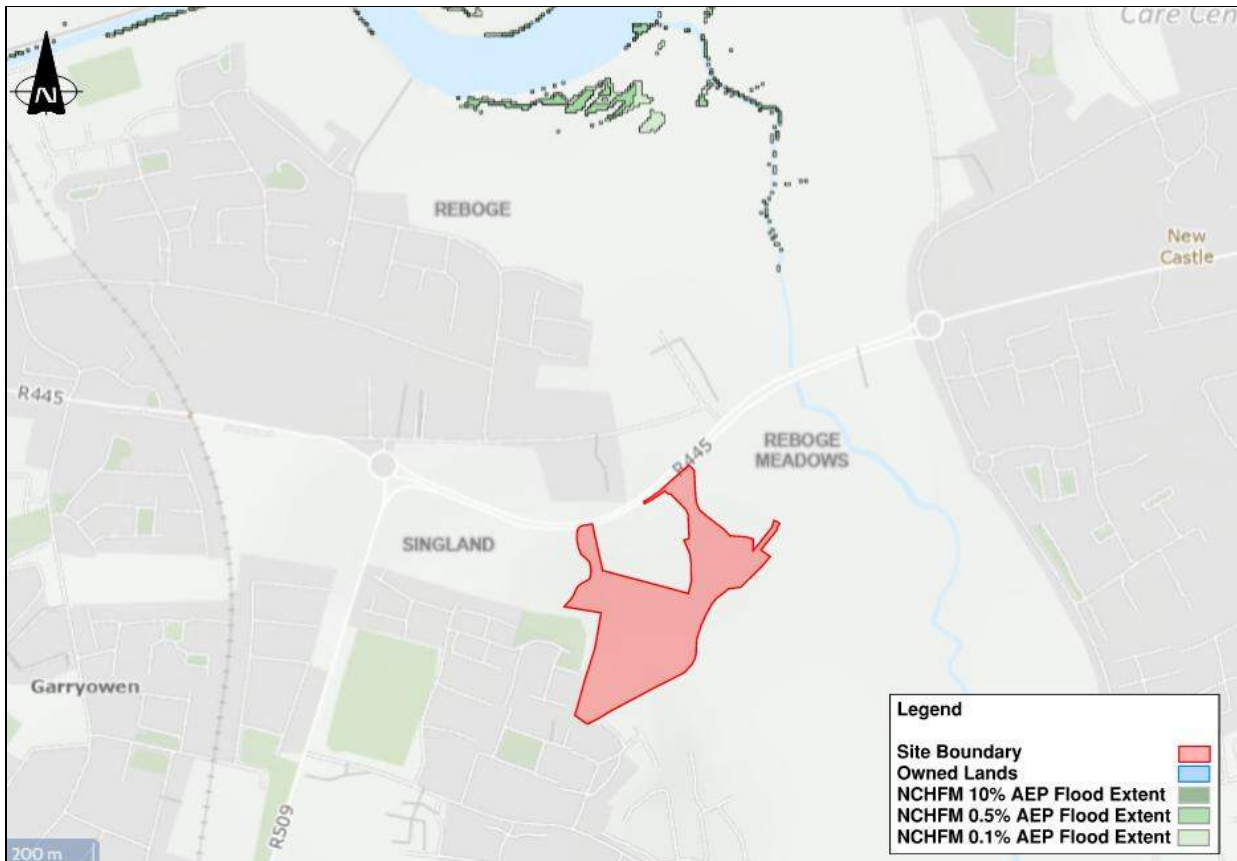 Care Cen
N
REBOGE
New
Castle
R445
R445
REBOGE
MEADOWS
SINGLAND
Garryowen
R509
200 m
Legend
Site Boundary
Owned Lands
NCHFM 10% AEP Flood Extent
NCHFM 0.5% AEP Flood Extent
NCHFM 0.1% AEP Flood Extent